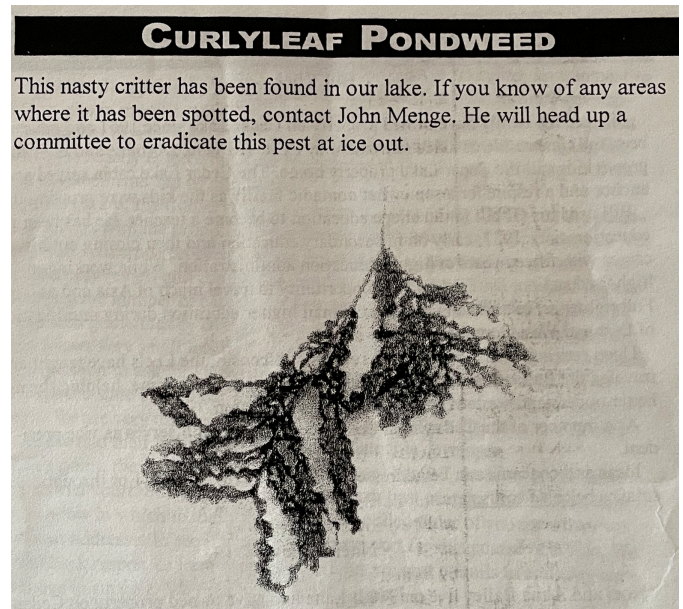 CURLYLEAF PONDWEED
This nasty critter has been found in our lake. If you know of any areas
where it has been spotted, contact John Menge. He will head up a
committee to eradicate this pest at ice out.